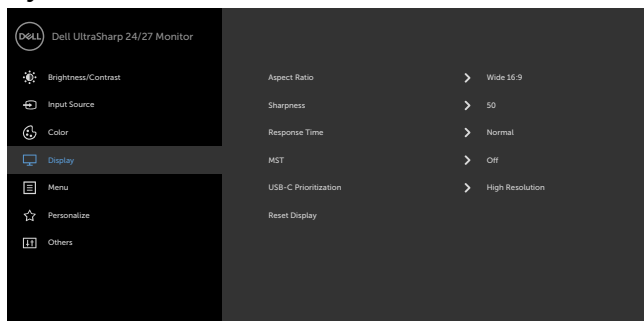 DELL Dell UltraSharp 24/27 Monitor
Brightness/Contrast
Input Source
Color
Display
Menu
Personalize
Others
Aspect Ratio Wide 16:9
Sharpness 50
Response Time Normal
MST Off
USB-C Prioritization High Resolution
Reset Display